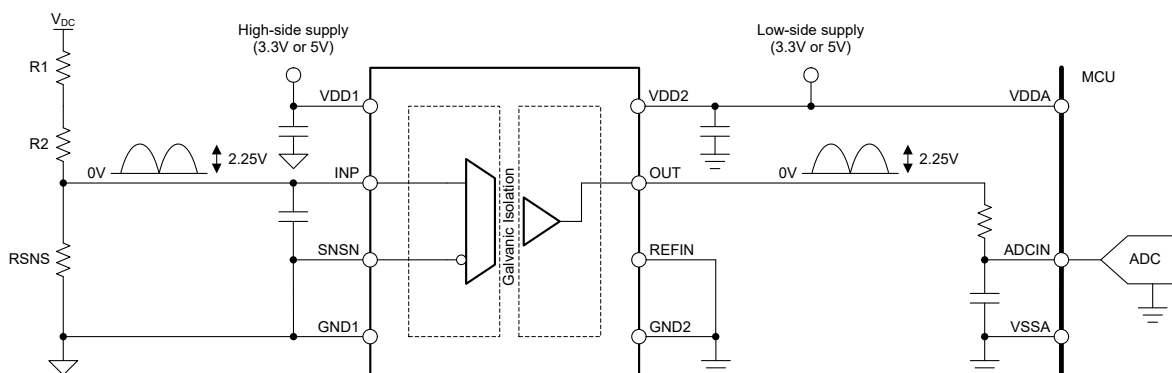 VDC
R1
R2
RSNS
0V
2.25V
High-side supply
(3.3V or 5V)
VDD1
INP
SNSN
GND1
Galvanic Isolation
VDD2
OUT
REFIN
GND2
Low-side supply
(3.3V or 5V)
0V
2.25V
MCU
VDDA
ADCIN
VSSA
ADC